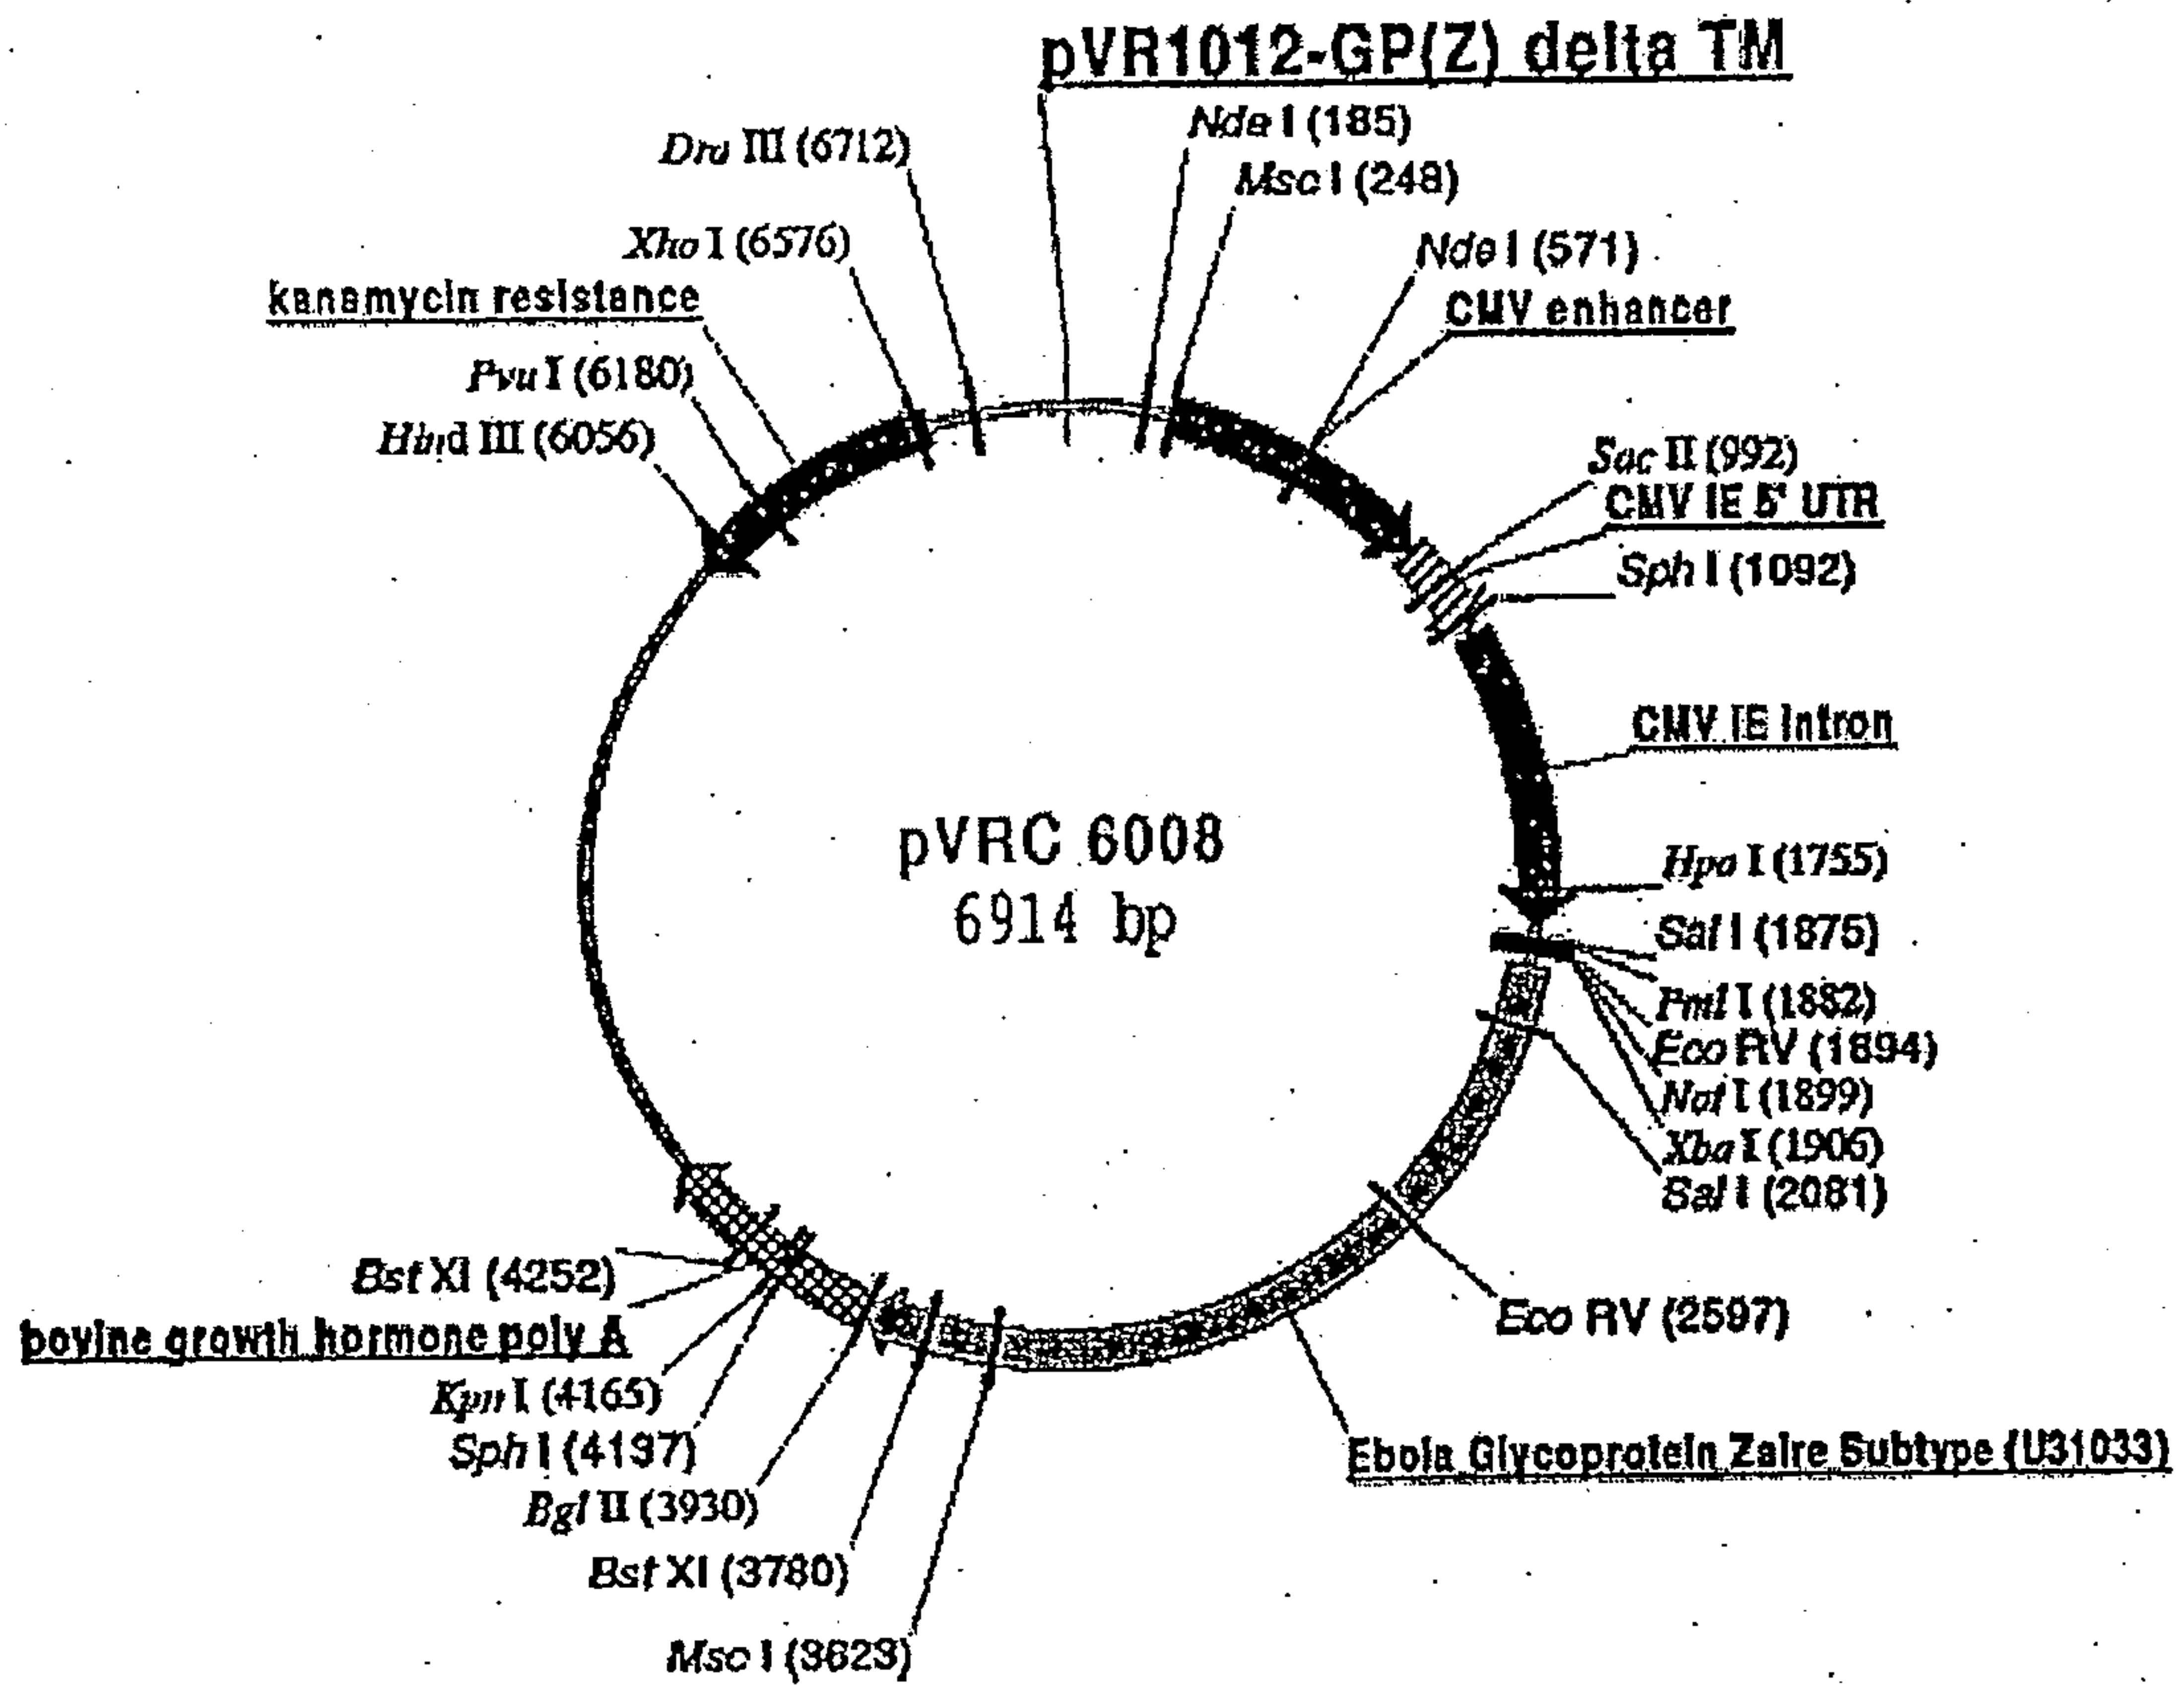 pVR1012-GP(Z) delta TM
Nde I (185)
Msc I (248)
Dra III (6712)
Xho I (6576)
kanamycin resistance
Pvu I (6180)
Hind III (6056)
Nde I (571)
CMV enhancer
Sac II (992)
CMV IE 5' UTR
Sph I (1092)
CMV IE Intron
pVRC 6008
6914 bp
Hpa I (1755)
Sal I (1875)
Pml I (1882)
Eco RV (1894)
Not I (1899)
Xba I (1906)
Sal I (2081)
Eco RV (2597)
Ebola Glycoprotein Zaire Subtype (U31033)
Bst XI (4252)
bovine growth hormone poly A
Kpn I (4165)
Sph I (4137)
Bgl II (3930)
Bst XI (3780)
Msc I (3623)